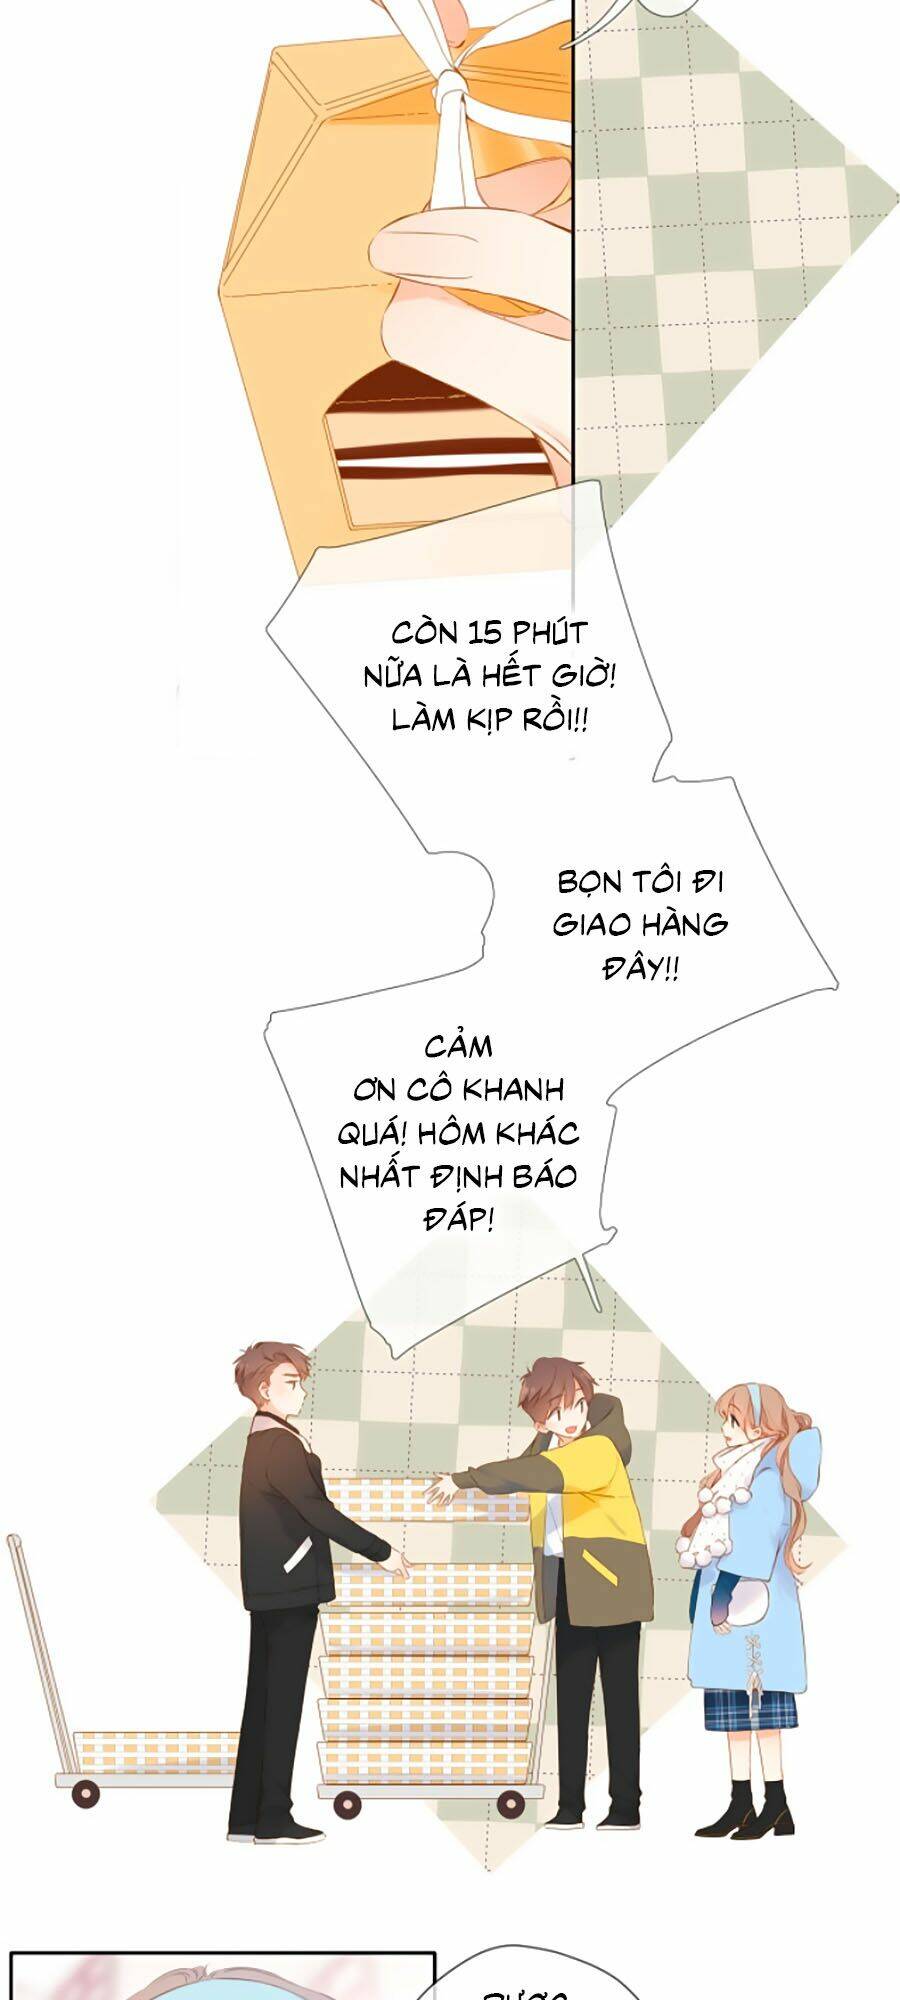 CÒN 15 PHÚT
NỮA LÀ HẾT GIỜ!
LÀM KỊP RỒI!!
BỌN TÔI ĐI
GIAO HÀNG
ĐÂY!!
CẢM
ƠN CÔ KHANH
QUÁ! HÔM KHÁC
NHẤT ĐỊNH BÁO
ĐÁP!